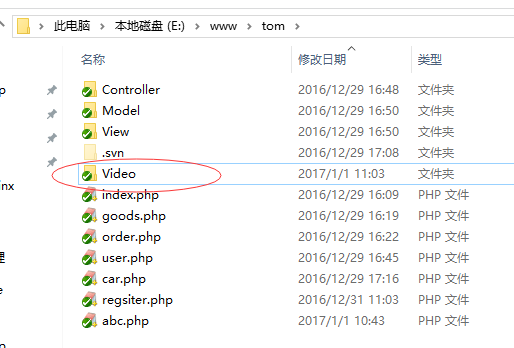 此电脑 > 本地磁盘 (E:) > www > tom >
名称 修改日期 类型
Controller 2016/12/29 16:48 文件夹
Model 2016/12/29 16:50 文件夹
View 2016/12/29 16:50 文件夹
.svn 2016/12/29 17:08 文件夹
Video 2017/1/1 11:03 文件夹
index.php 2016/12/29 16:09 PHP 文件
goods.php 2016/12/29 16:19 PHP 文件
order.php 2016/12/29 16:22 PHP 文件
user.php 2016/12/29 16:45 PHP 文件
car.php 2016/12/29 17:16 PHP 文件
regsiter.php 2016/12/31 11:03 PHP 文件
abc.php 2017/1/1 10:43 PHP 文件